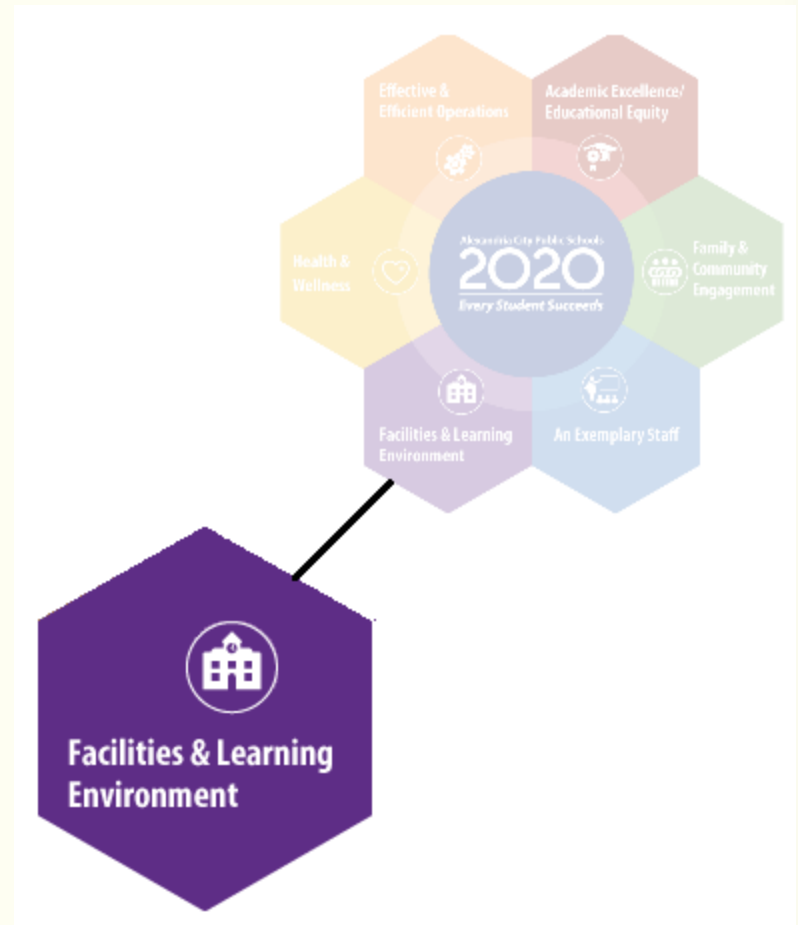 Effective &
Efficient Operations
Academic Excellence/
Educational Equity
Health &
Wellness
Alexandria City Public Schools
2020
Every Student Succeeds
Family &
Community
Engagement
Facilities & Learning
Environment
An Exemplary Staff
Facilities & Learning
Environment